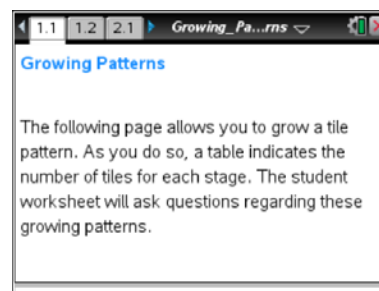 1.1 1.2 2.1 Growing_Pa...rns
Growing Patterns
The following page allows you to grow a tile
pattern. As you do so, a table indicates the
number of tiles for each stage. The student
worksheet will ask questions regarding these
growing patterns.